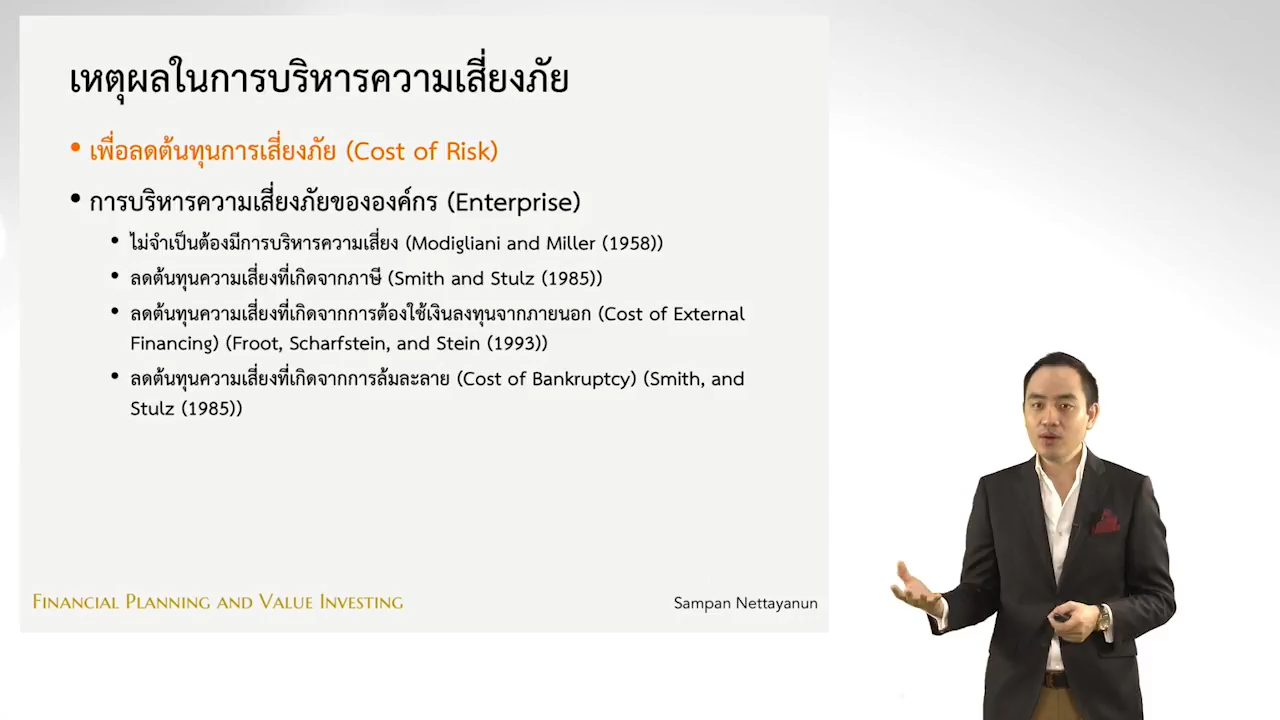 เหตุผลในการบริหารความเสี่ยงภัย
• เพื่อลดต้นทุนการเสี่ยงภัย (Cost of Risk)
• การบริหารความเสี่ยงภัยขององค์กร (Enterprise)
• ไม่จำเป็นต้องมีการบริหารความเสี่ยง (Modigliani and Miller (1958))
• ลดต้นทุนความเสี่ยงที่เกิดจากภาษี (Smith and Stulz (1985))
• ลดต้นทุนความเสี่ยงที่เกิดจากการต้องใช้เงินลงทุนจากภายนอก (Cost of External
Financing) (Froot, Scharfstein, and Stein (1993))
• ลดต้นทุนความเสี่ยงที่เกิดจากการล้มละลาย (Cost of Bankruptcy) (Smith, and
Stulz (1985))
Financial Planning and Value Investing
Sampan Nettayanun